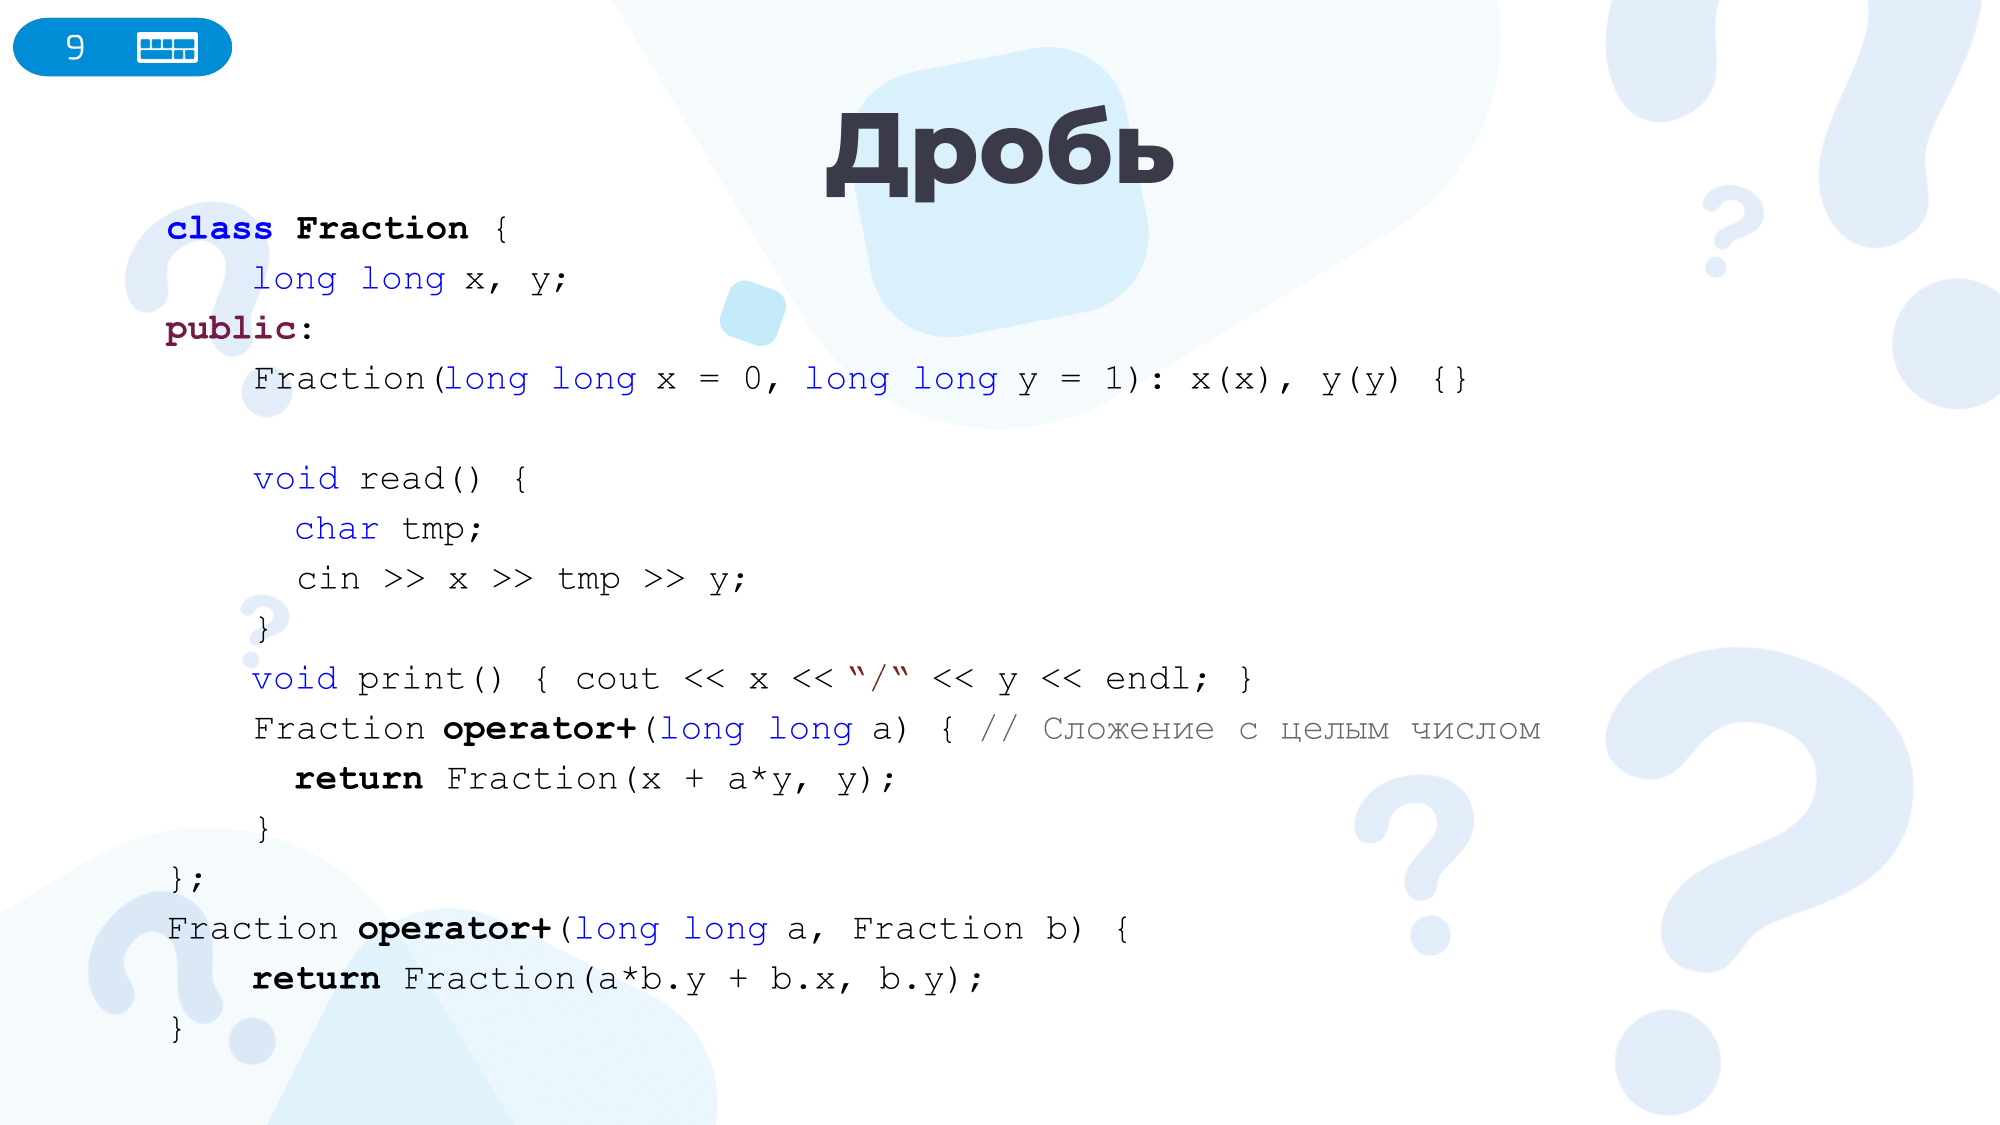 9
Дробь
class Fraction {
long long x, y;
public:
Fraction(long long x = 0, long long y = 1): x(x), y(y) {}
void read() {
char tmp;
cin >> x >> tmp >> y;
}
void print() { cout << x << “/“ << y << endl; }
Fraction operator+(long long a) { // Сложение с целым числом
return Fraction(x + a*y, y);
}
};
Fraction operator+(long long a, Fraction b) {
return Fraction(a*b.y + b.x, b.y);
}